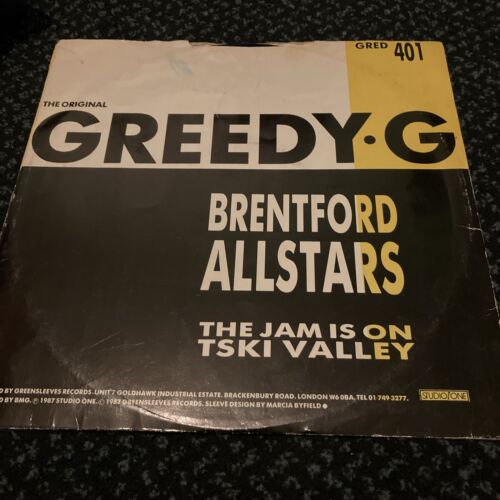 GRED 401
THE ORIGINAL
GREEDY·G
BRENTFORD
ALLSTARS
THE JAM IS ON
TSKI VALLEY
D BY GREENSLEEVES RECORDS. UNIT 7 GOLDHAWK INDUSTRIAL ESTATE. BRACKENBURY ROAD. LONDON W6 0BA, TEL 01-749-3277.
D BY BMG. Ⓟ 1987 STUDIO ONE. © 1987 GREENSLEEVES RECORDS. SLEEVE DESIGN BY MARCIA BYFIELD
STUDIO ONE